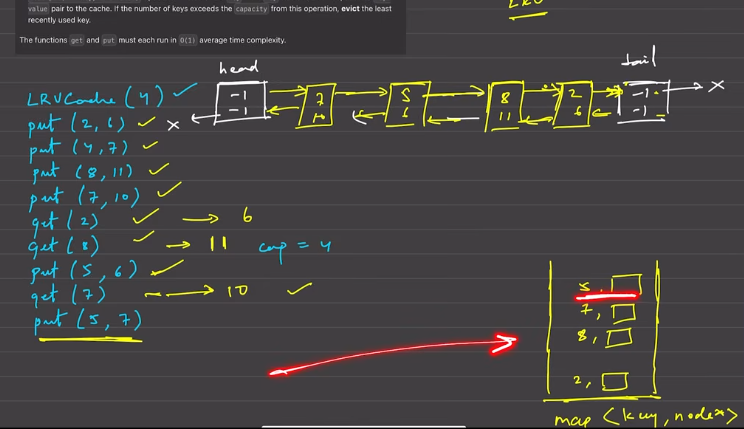 value pair to the cache. If the number of keys exceeds the capacity from this operation, evict the least
recently used key.
The functions get and put must each run in O(1) average time complexity.
LRU
head
tail
-1 7 5 8 2 -1
-1 10 6 11 6 -1
x
x
LRUCache (4) ✓
put (2, 6) ✓
put (4, 7) ✓
put (8, 11) ✓
put (7, 10) ✓
get (2) ✓ → 6
get (8) ✓ → 11 cap = 4
put (5, 6) ✓
get (7) → 10 ✓
put (5, 7)
5,
7,
8,
2,
map (key, node*)